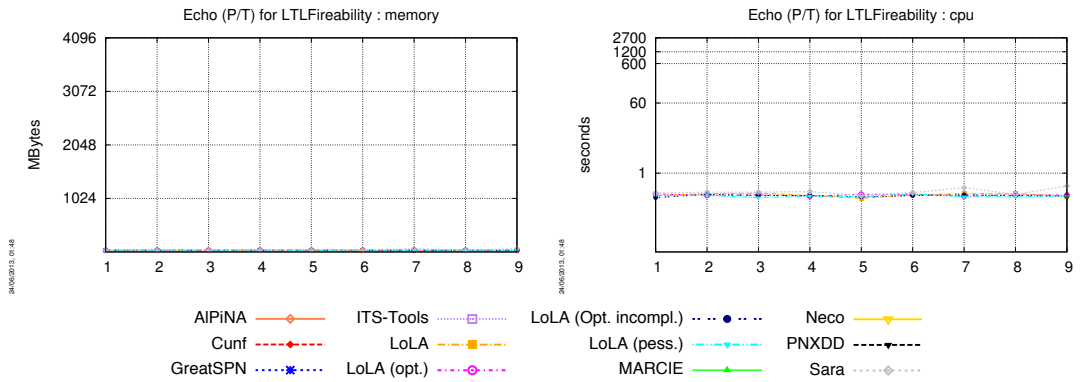 Echo (P/T) for LTLFireability : memory
4096
3072
2048
1024
MBytes
1 2 3 4 5 6 7 8 9
24/06/2013, 01:48
Echo (P/T) for LTLFireability : cpu
2700
1200
600
60
1
seconds
1 2 3 4 5 6 7 8 9
24/06/2013, 01:48
AlPiNA
Cunf
GreatSPN
ITS-Tools
LoLA
LoLA (opt.)
LoLA (Opt. incompl.)
LoLA (pess.)
MARCIE
Neco
PNXDD
Sara